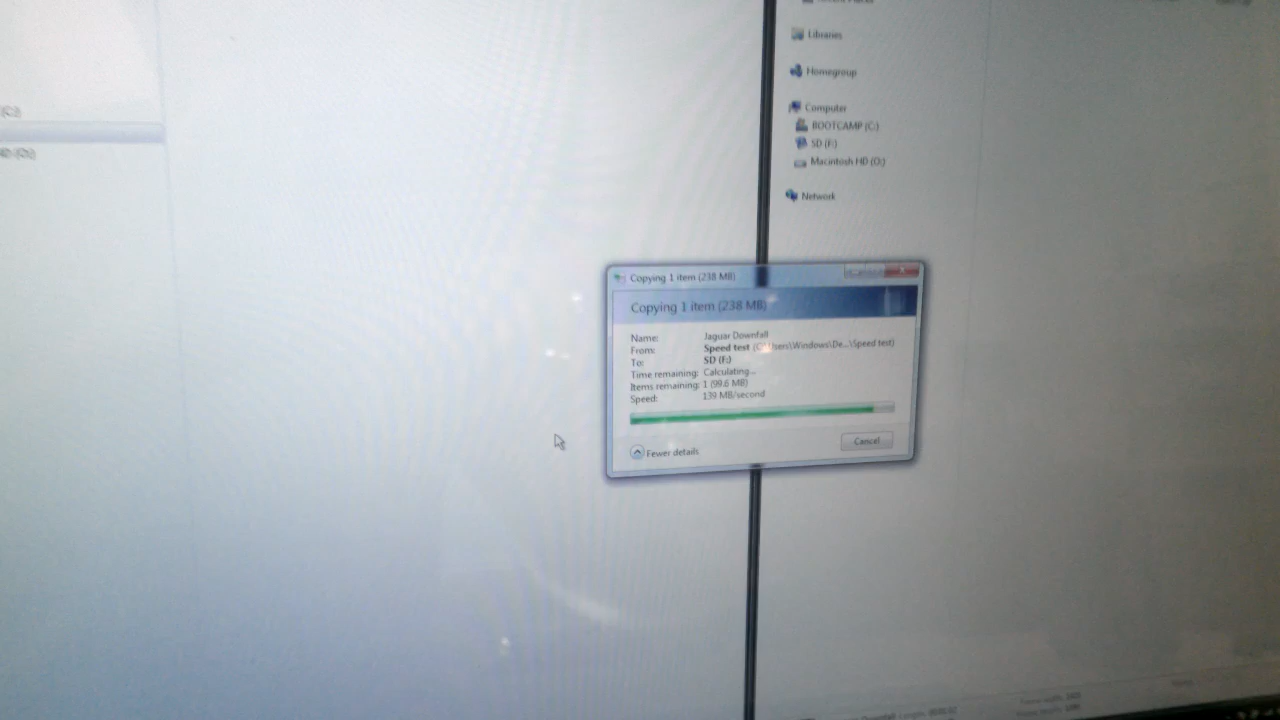 (C:)
Libraries
Homegroup
Computer
BOOTCAMP (C:)
SD (F:)
Macintosh HD (D:)
Network
Copying 1 item (238 MB)
Copying 1 item (238 MB)
Name: Jaguar Downfall
From: Speed test (C:\Users\Windows\De...\Speed test)
To: SD (F:)
Time remaining: Calculating...
Items remaining: 1 (99.6 MB)
Speed: 139 MB/second
Fewer details
Cancel